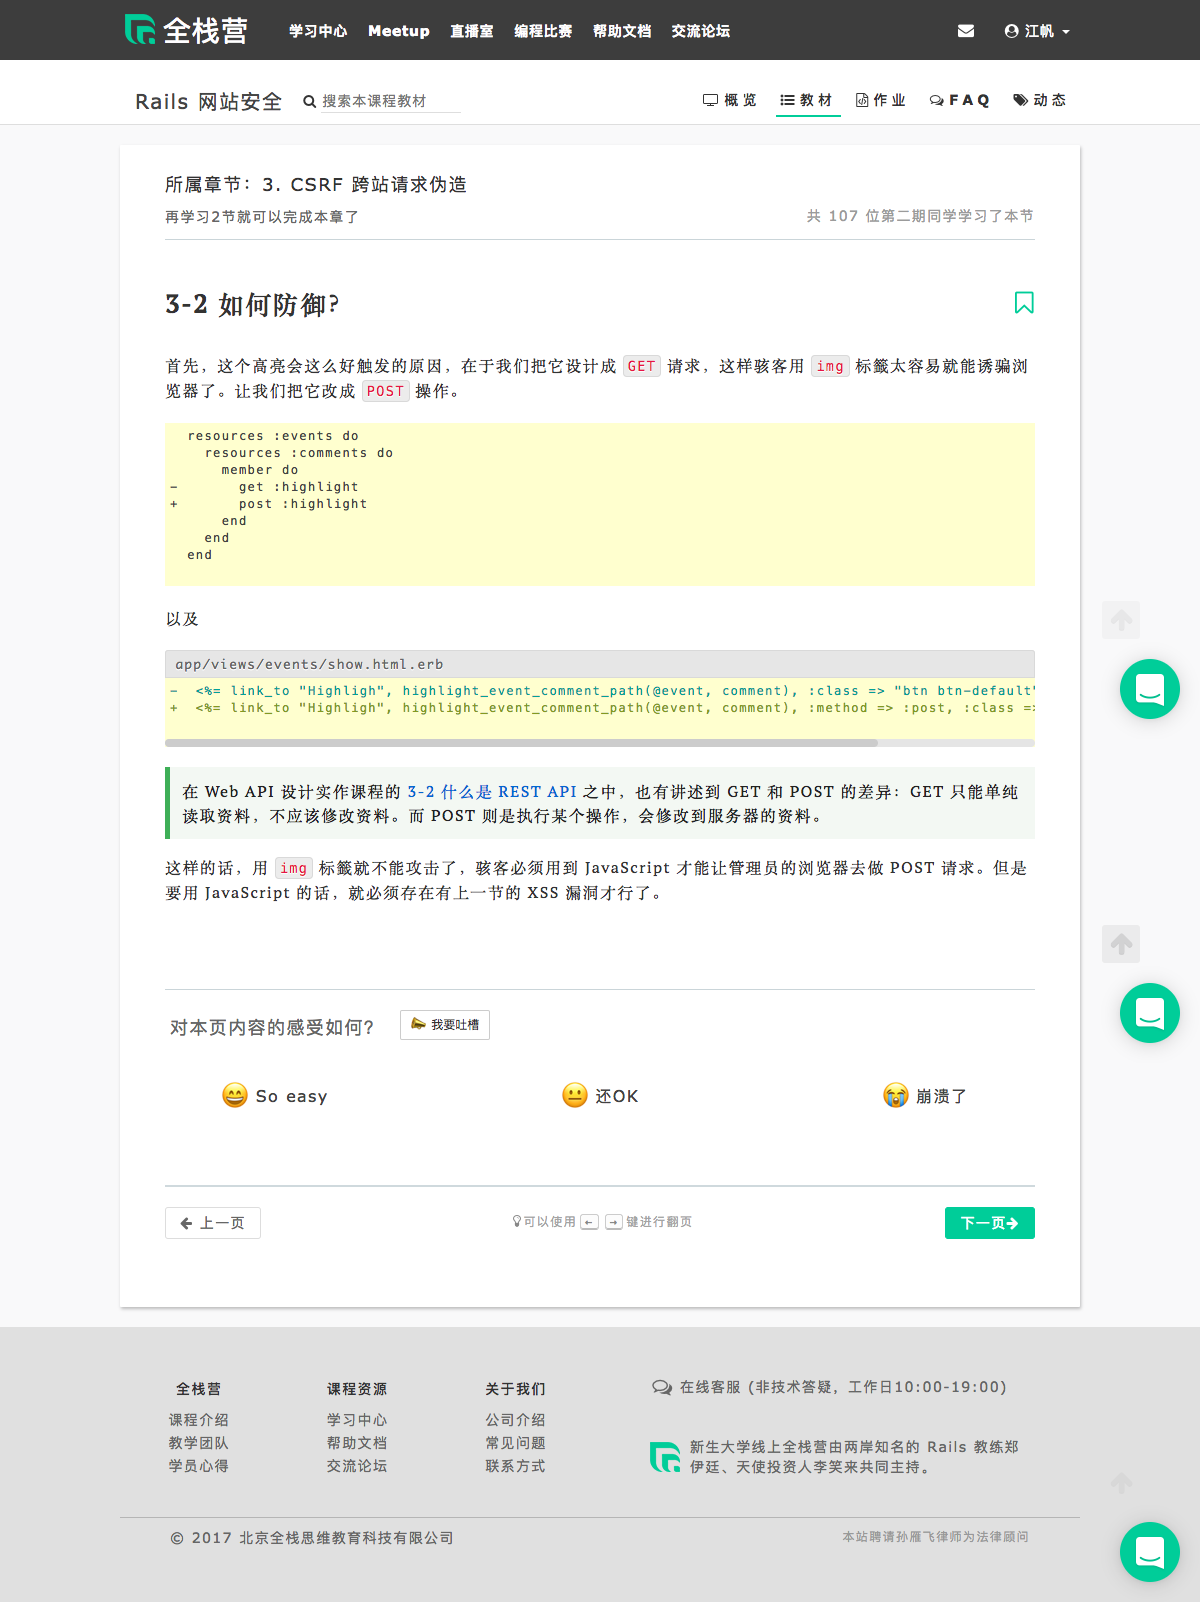 全栈营 学习中心 Meetup 直播室 编程比赛 帮助文档 交流论坛 江帆
Rails 网站安全 搜索本课程教材 概览 教材 作业 FAQ 动态
所属章节：3. CSRF 跨站请求伪造
再学习2节就可以完成本章了 共 107 位第二期同学学习了本节
3-2 如何防御?
首先，这个高亮会这么好触发的原因，在于我们把它设计成 GET 请求，这样骇客用 img 标籤太容易就能诱骗浏
览器了。让我们把它改成 POST 操作。
resources :events do
resources :comments do
member do
- get :highlight
+ post :highlight
end
end
end
以及
app/views/events/show.html.erb
- <%= link_to "Highligh", highlight_event_comment_path(@event, comment), :class => "btn btn-default"
+ <%= link_to "Highligh", highlight_event_comment_path(@event, comment), :method => :post, :class =>
在 Web API 设计实作课程的 3-2 什么是 REST API 之中，也有讲述到 GET 和 POST 的差异：GET 只能单纯
读取资料，不应该修改资料。而 POST 则是执行某个操作，会修改到服务器的资料。
这样的话，用 img 标籤就不能攻击了，骇客必须用到 JavaScript 才能让管理员的浏览器去做 POST 请求。但是
要用 JavaScript 的话，就必须存在有上一节的 XSS 漏洞才行了。
对本页内容的感受如何? 我要吐槽
So easy 还OK 崩溃了
上一页 可以使用 ← → 键进行翻页 下一页
全栈营 课程资源 关于我们 在线客服 (非技术答疑，工作日10:00-19:00)
课程介绍 学习中心 公司介绍
教学团队 帮助文档 常见问题 新生大学线上全栈营由两岸知名的 Rails 教练郑
学员心得 交流论坛 联系方式 伊廷、天使投资人李笑来共同主持。
© 2017 北京全栈思维教育科技有限公司 本站聘请孙雁飞律师为法律顾问